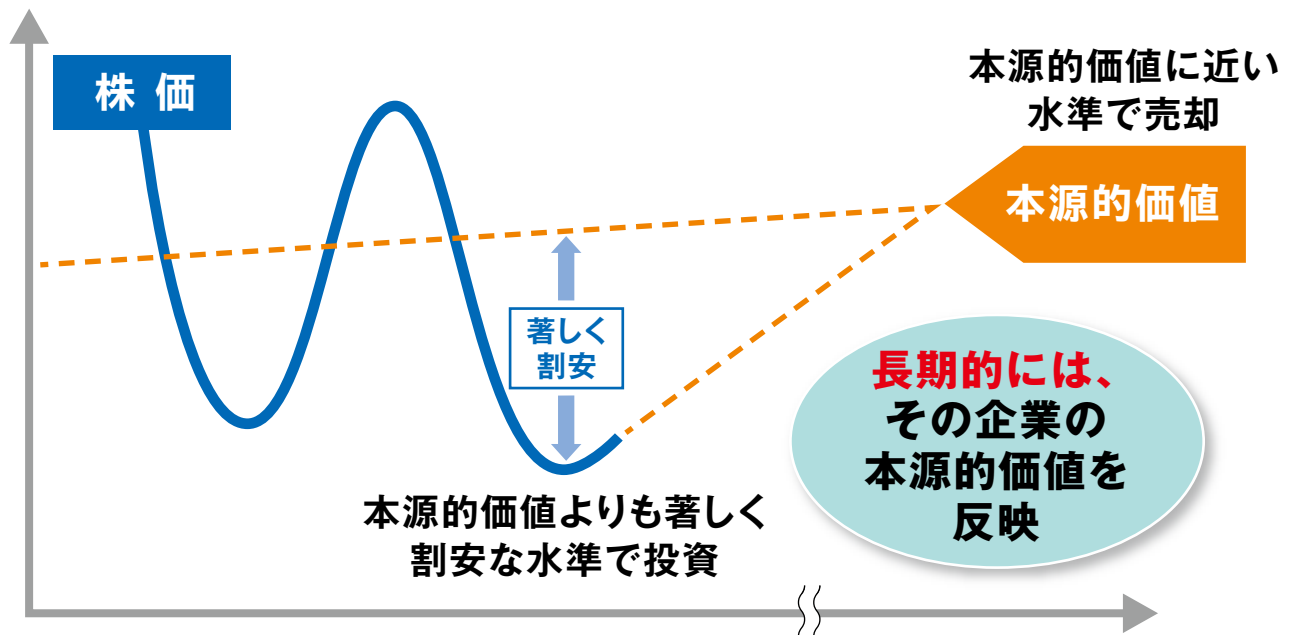 株価
本源的価値に近い
水準で売却
本源的価値
著しく
割安
長期的には、
その企業の
本源的価値を
反映
本源的価値よりも著しく
割安な水準で投資